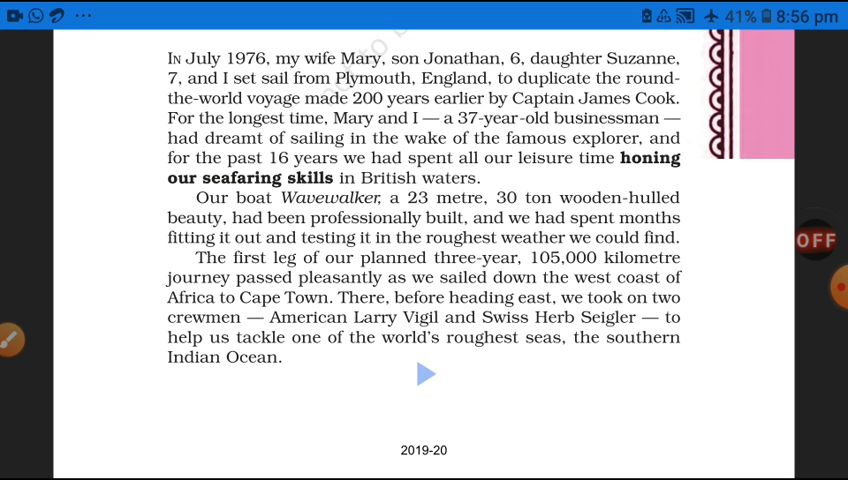 41% 8:56 pm
IN July 1976, my wife Mary, son Jonathan, 6, daughter Suzanne,
7, and I set sail from Plymouth, England, to duplicate the round-
the-world voyage made 200 years earlier by Captain James Cook.
For the longest time, Mary and I — a 37-year-old businessman —
had dreamt of sailing in the wake of the famous explorer, and
for the past 16 years we had spent all our leisure time honing
our seafaring skills in British waters.
Our boat Wavewalker, a 23 metre, 30 ton wooden-hulled
beauty, had been professionally built, and we had spent months
fitting it out and testing it in the roughest weather we could find.
The first leg of our planned three-year, 105,000 kilometre
journey passed pleasantly as we sailed down the west coast of
Africa to Cape Town. There, before heading east, we took on two
crewmen — American Larry Vigil and Swiss Herb Seigler — to
help us tackle one of the world's roughest seas, the southern
Indian Ocean.
OFF
2019-20